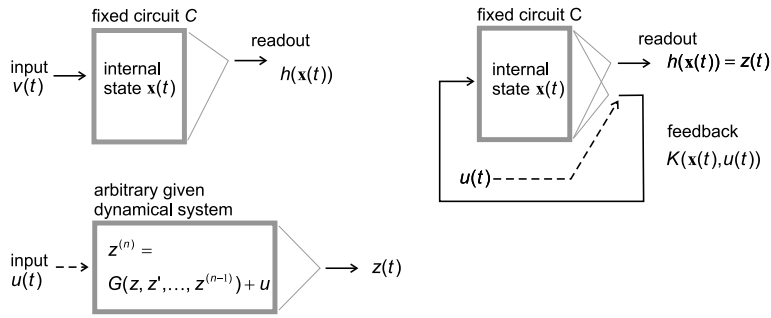 fixed circuit C
input
v(t)
internal
state x(t)
readout
h(x(t))
arbitrary given
dynamical system
input
u(t)
z⁽ⁿ⁾ =
G(z, z',..., z⁽ⁿ⁻¹⁾) + u
z(t)
fixed circuit C
internal
state x(t)
readout
h(x(t)) = z(t)
feedback
K(x(t),u(t))
u(t)